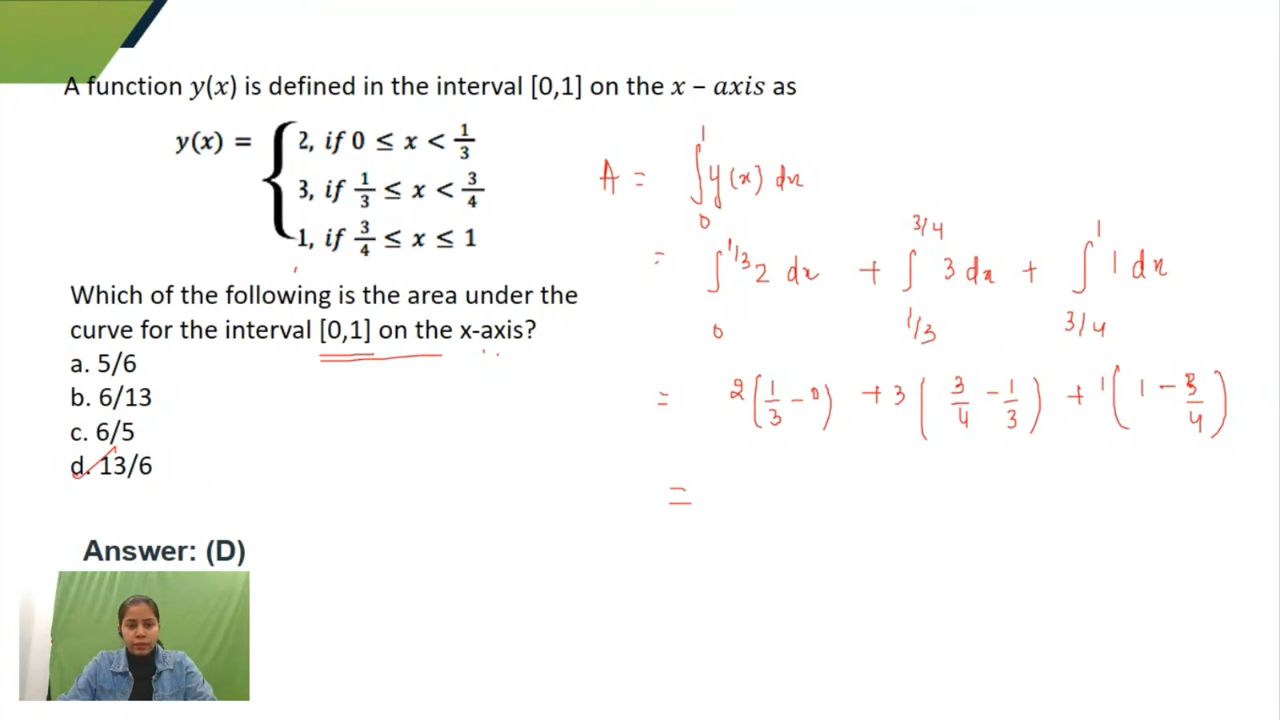 A function y(x) is defined in the interval [0,1] on the x − axis as
y(x) = { 2, if 0 ≤ x < 1/3
3, if 1/3 ≤ x < 3/4
1, if 3/4 ≤ x ≤ 1
Which of the following is the area under the
curve for the interval [0,1] on the x-axis?
a. 5/6
b. 6/13
c. 6/5
d. 13/6
Answer: (D)
A = ∫₀¹ y(x) dx
= ∫₀^(1/3) 2 dx + ∫_(1/3)^(3/4) 3 dx + ∫_(3/4)^1 1 dx
= 2(1/3 − 0) + 3(3/4 − 1/3) + 1(1 − 3/4)
=